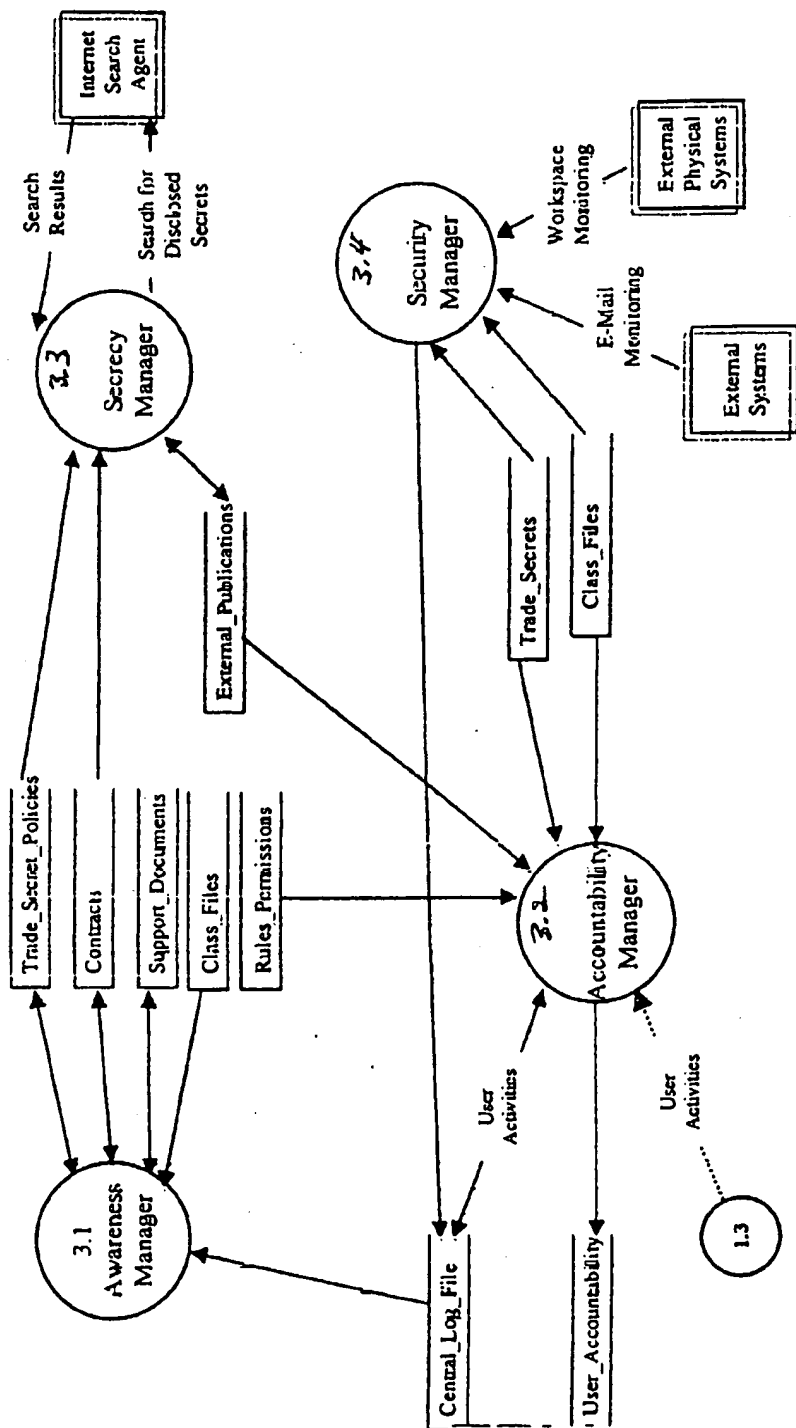 3.1
Awareness
Manager
Trade_Secret_Policies
Contracts
Support_Documents
Class_Files
Rules_Permissions
3.3
Secrecy
Manager
Search
Results
Search for
Disclosed
Secrets
Internet
Search
Agent
External_Publications
Central_Log_File
User
Activities
User_Accountability
1.3
User
Activities
3.2
Accountability
Manager
Trade_Secrets
Class_Files
3.4
Security
Manager
E-Mail
Monitoring
Workspace
Monitoring
External
Systems
External
Physical
Systems